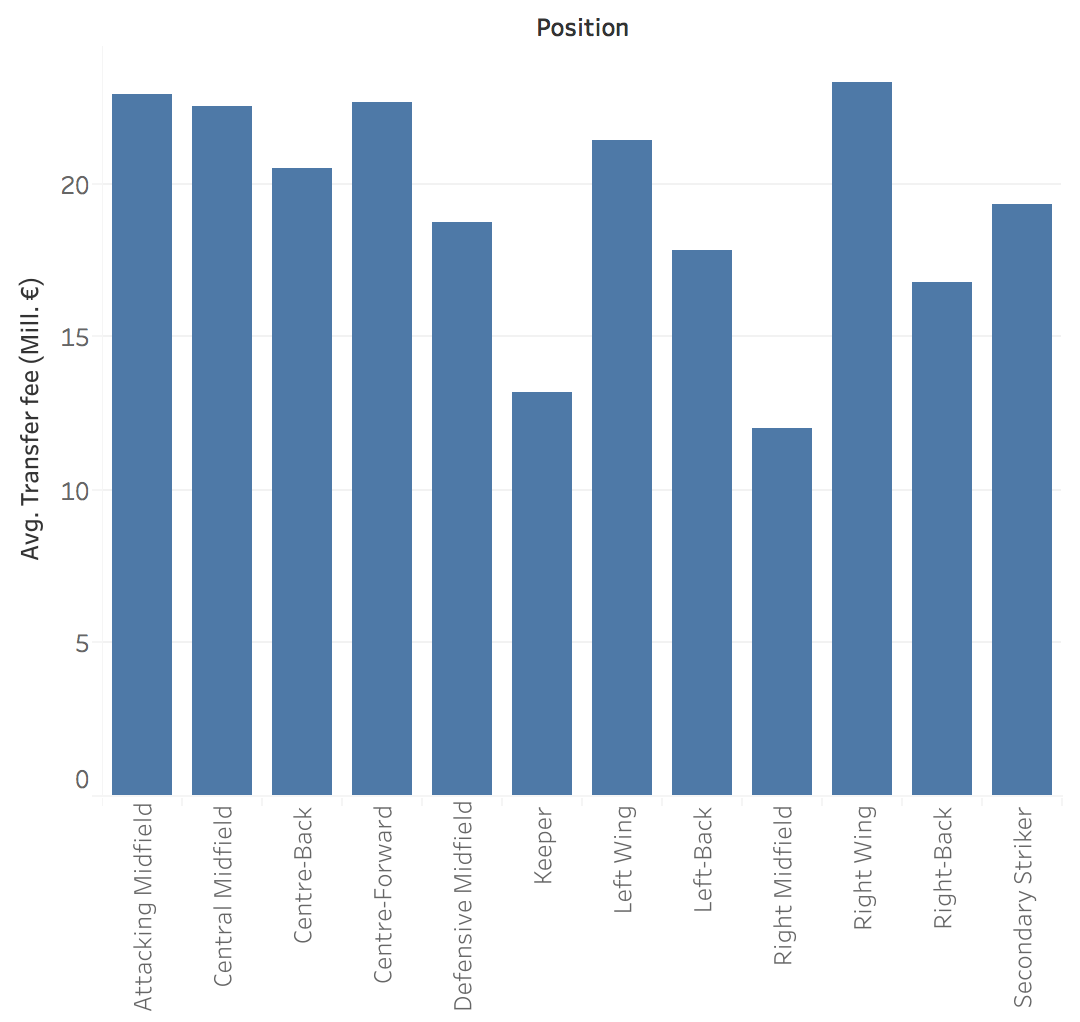 Position
Avg. Transfer fee (Mill. €)
20
15
10
5
0
Attacking Midfield
Central Midfield
Centre-Back
Centre-Forward
Defensive Midfield
Keeper
Left Wing
Left-Back
Right Midfield
Right Wing
Right-Back
Secondary Striker